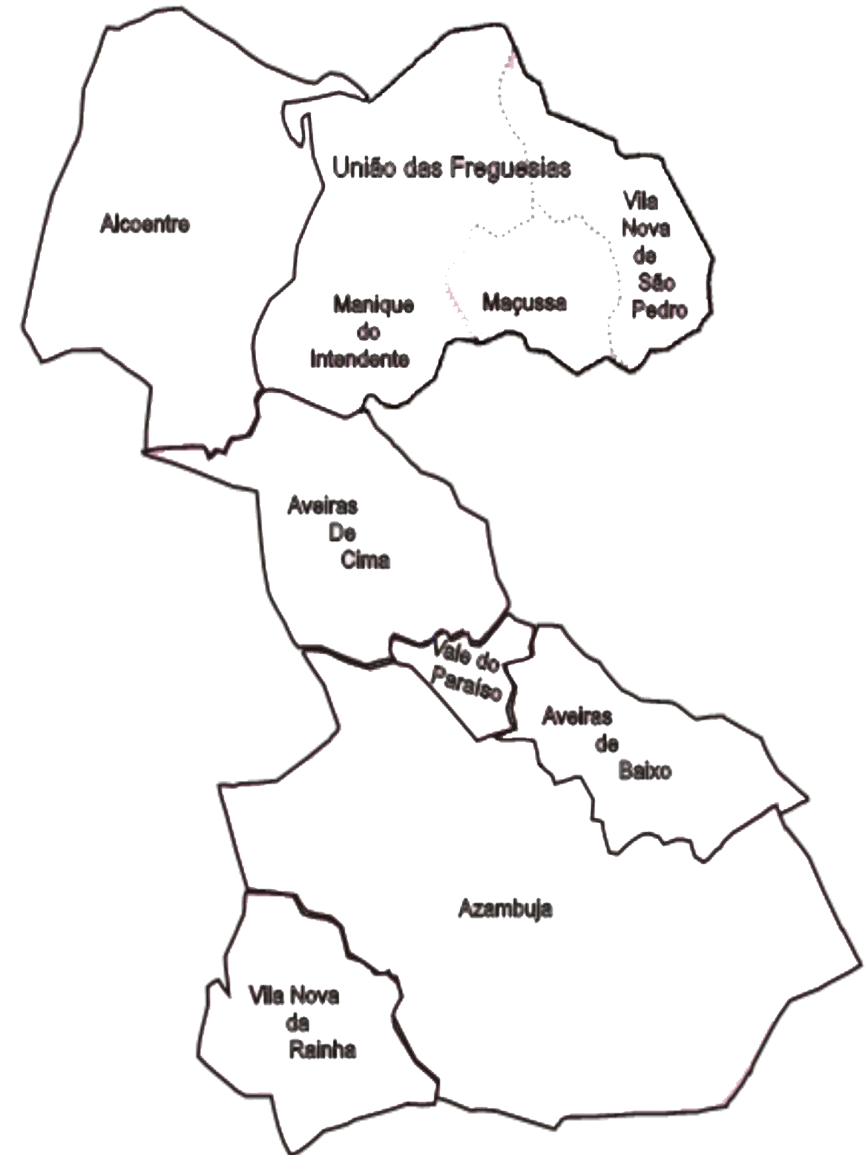 União das Freguesias
Alcoentre
Vila
Nova
de
São
Pedro
Manique
do
Intendente
Maçussa
Aveiras
De
Cima
Vale do
Paraíso
Aveiras
de
Baixo
Azambuja
Vila Nova
da
Rainha